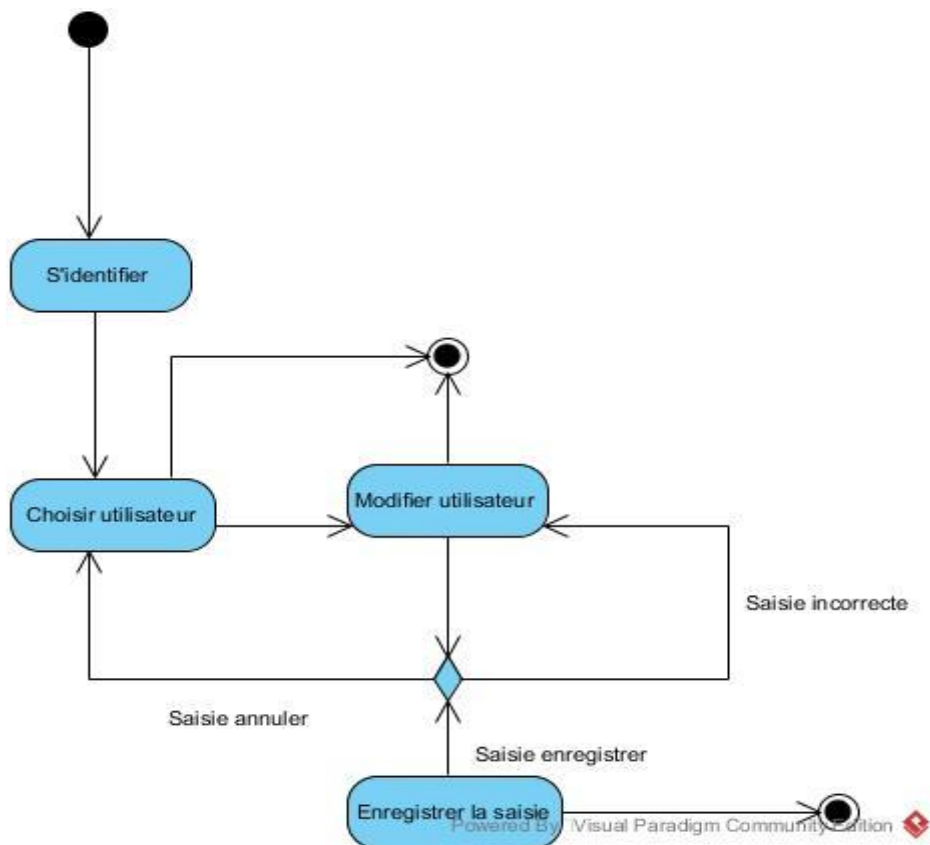 S'identifier
Choisir utilisateur
Modifier utilisateur
Saisie incorrecte
Saisie annuler
Saisie enregistrer
Enregistrer la saisie
Powered By Visual Paradigm Community Edition